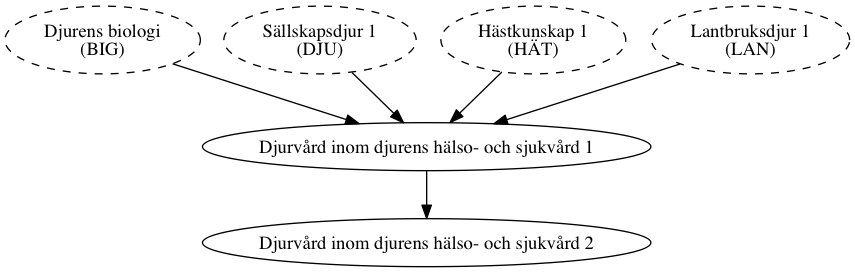 Djurens biologi
(BIG)
Sällskapsdjur 1
(DJU)
Hästkunskap 1
(HÄT)
Lantbruksdjur 1
(LAN)
Djurvård inom djurens hälso- och sjukvård 1
Djurvård inom djurens hälso- och sjukvård 2